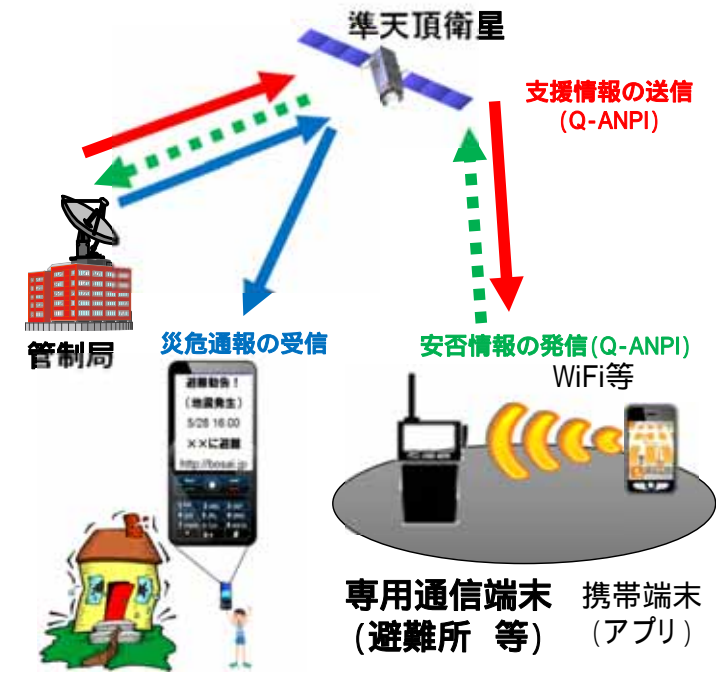 準天頂衛星
支援情報の送信
(Q-ANPI)
管制局
災危通報の受信
安否情報の発信(Q-ANPI)
WiFi等
避難勧告！
（地震発生）
5/26 16:00
××に避難
http://bosai.jp
専用通信端末
(避難所 等)
携帯端末
(アプリ)